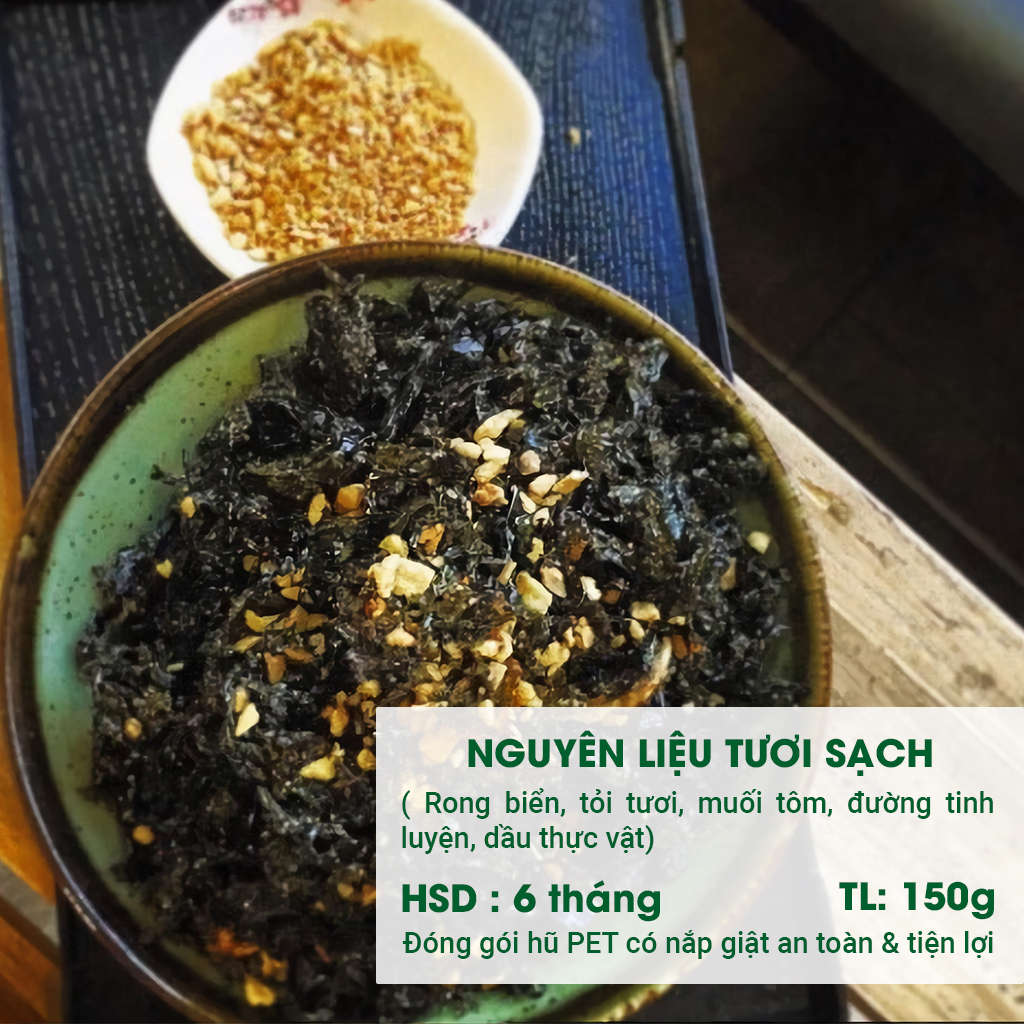 NGUYÊN LIỆU TƯƠI SẠCH
( Rong biển, tỏi tươi, muối tôm, đường tinh
luyện, dầu thực vật)
HSD : 6 tháng TL: 150g
Đóng gói hũ PET có nắp giật an toàn & tiện lợi